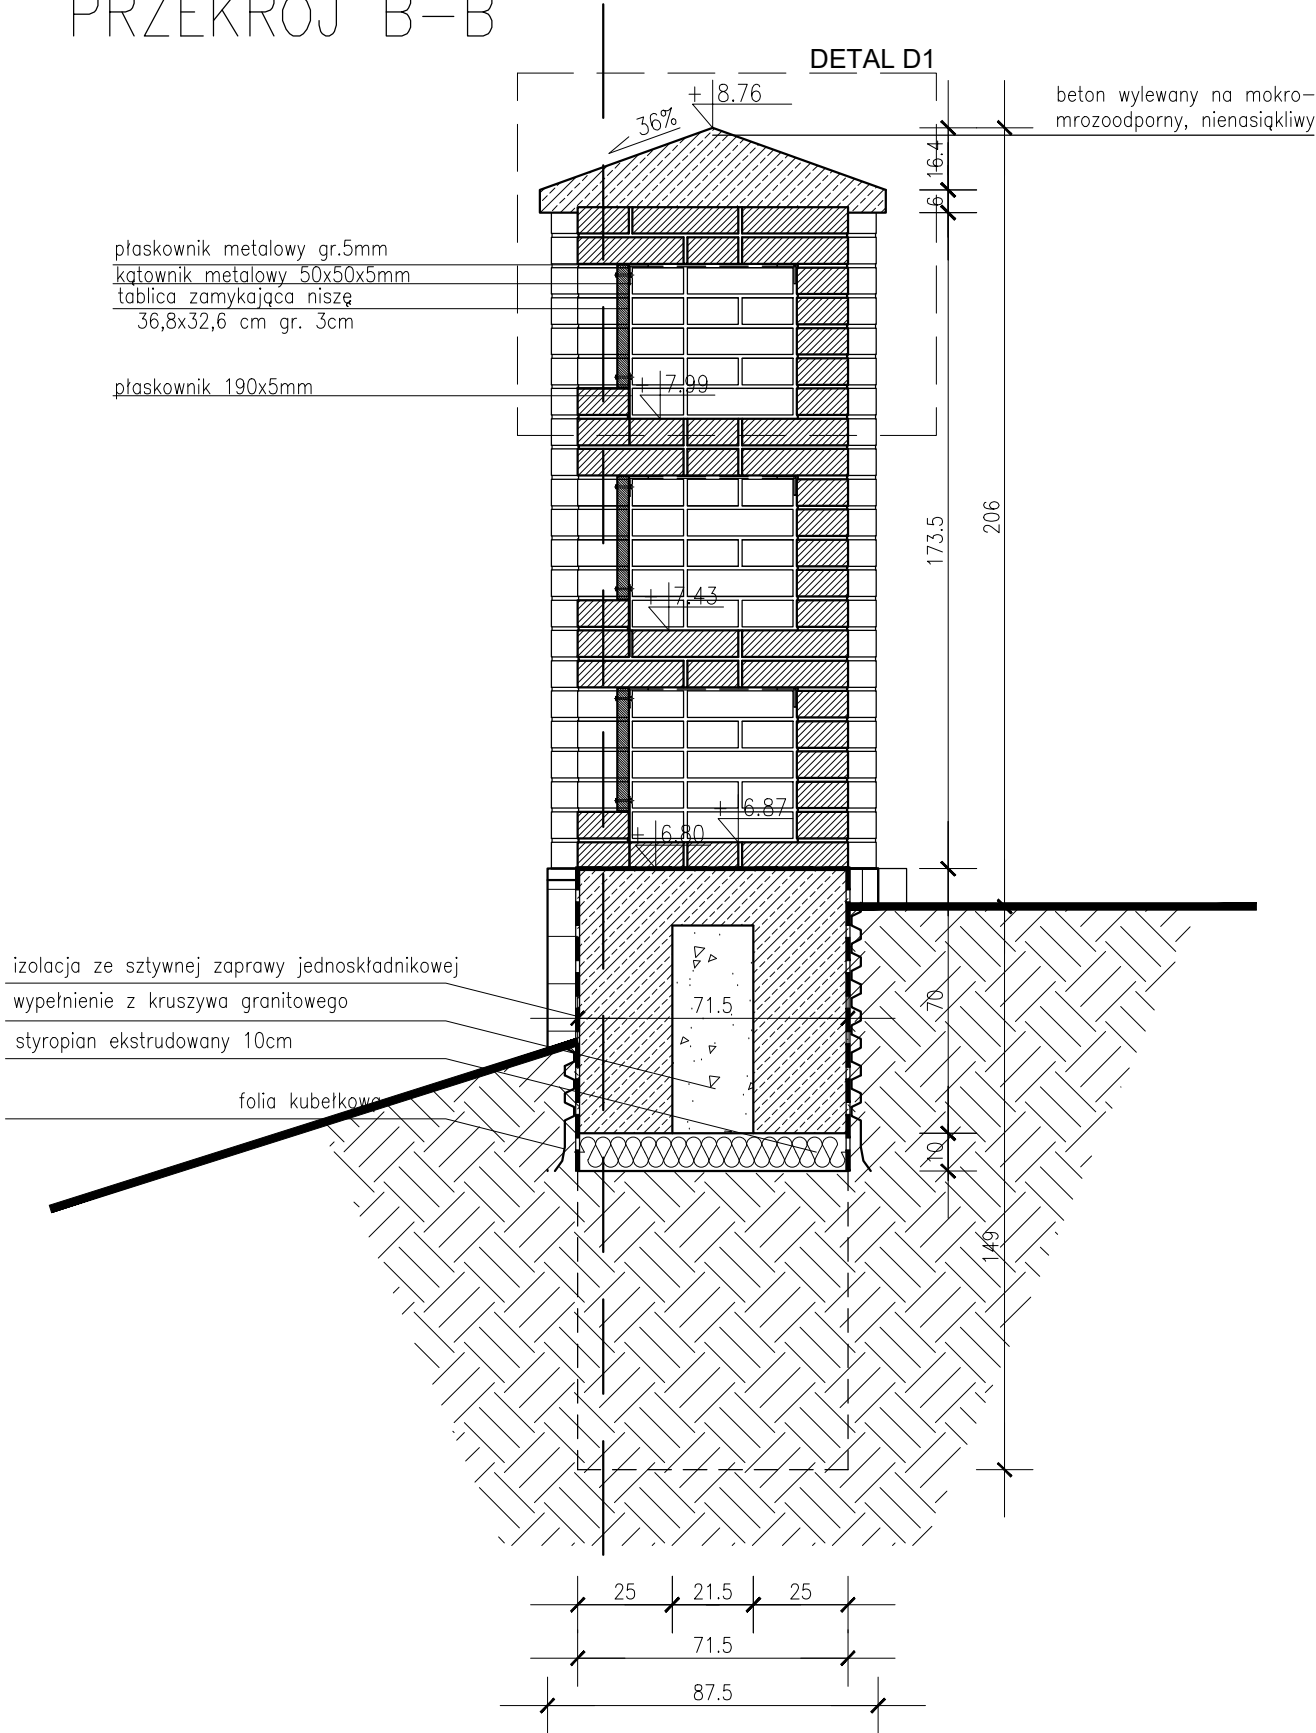 PRZEKRÓJ B-B
DETAL D1
+ 8.76
36%
beton wylewany na mokro-
mrozoodporny, nienasiąkliwy
16.4
6
płaskownik metalowy gr.5mm
kątownik metalowy 50x50x5mm
tablica zamykająca niszę
36,8x32,6 cm gr. 3cm
płaskownik 190x5mm
+ 7.99
173.5
206
+ 7.43
+ 6.87
+ 6.80
izolacja ze sztywnej zaprawy jednoskładnikowej
wypełnienie z kruszywa granitowego
styropian ekstrudowany 10cm
folia kubełkowa
71.5
70
10
149
25 21.5 25
71.5
87.5